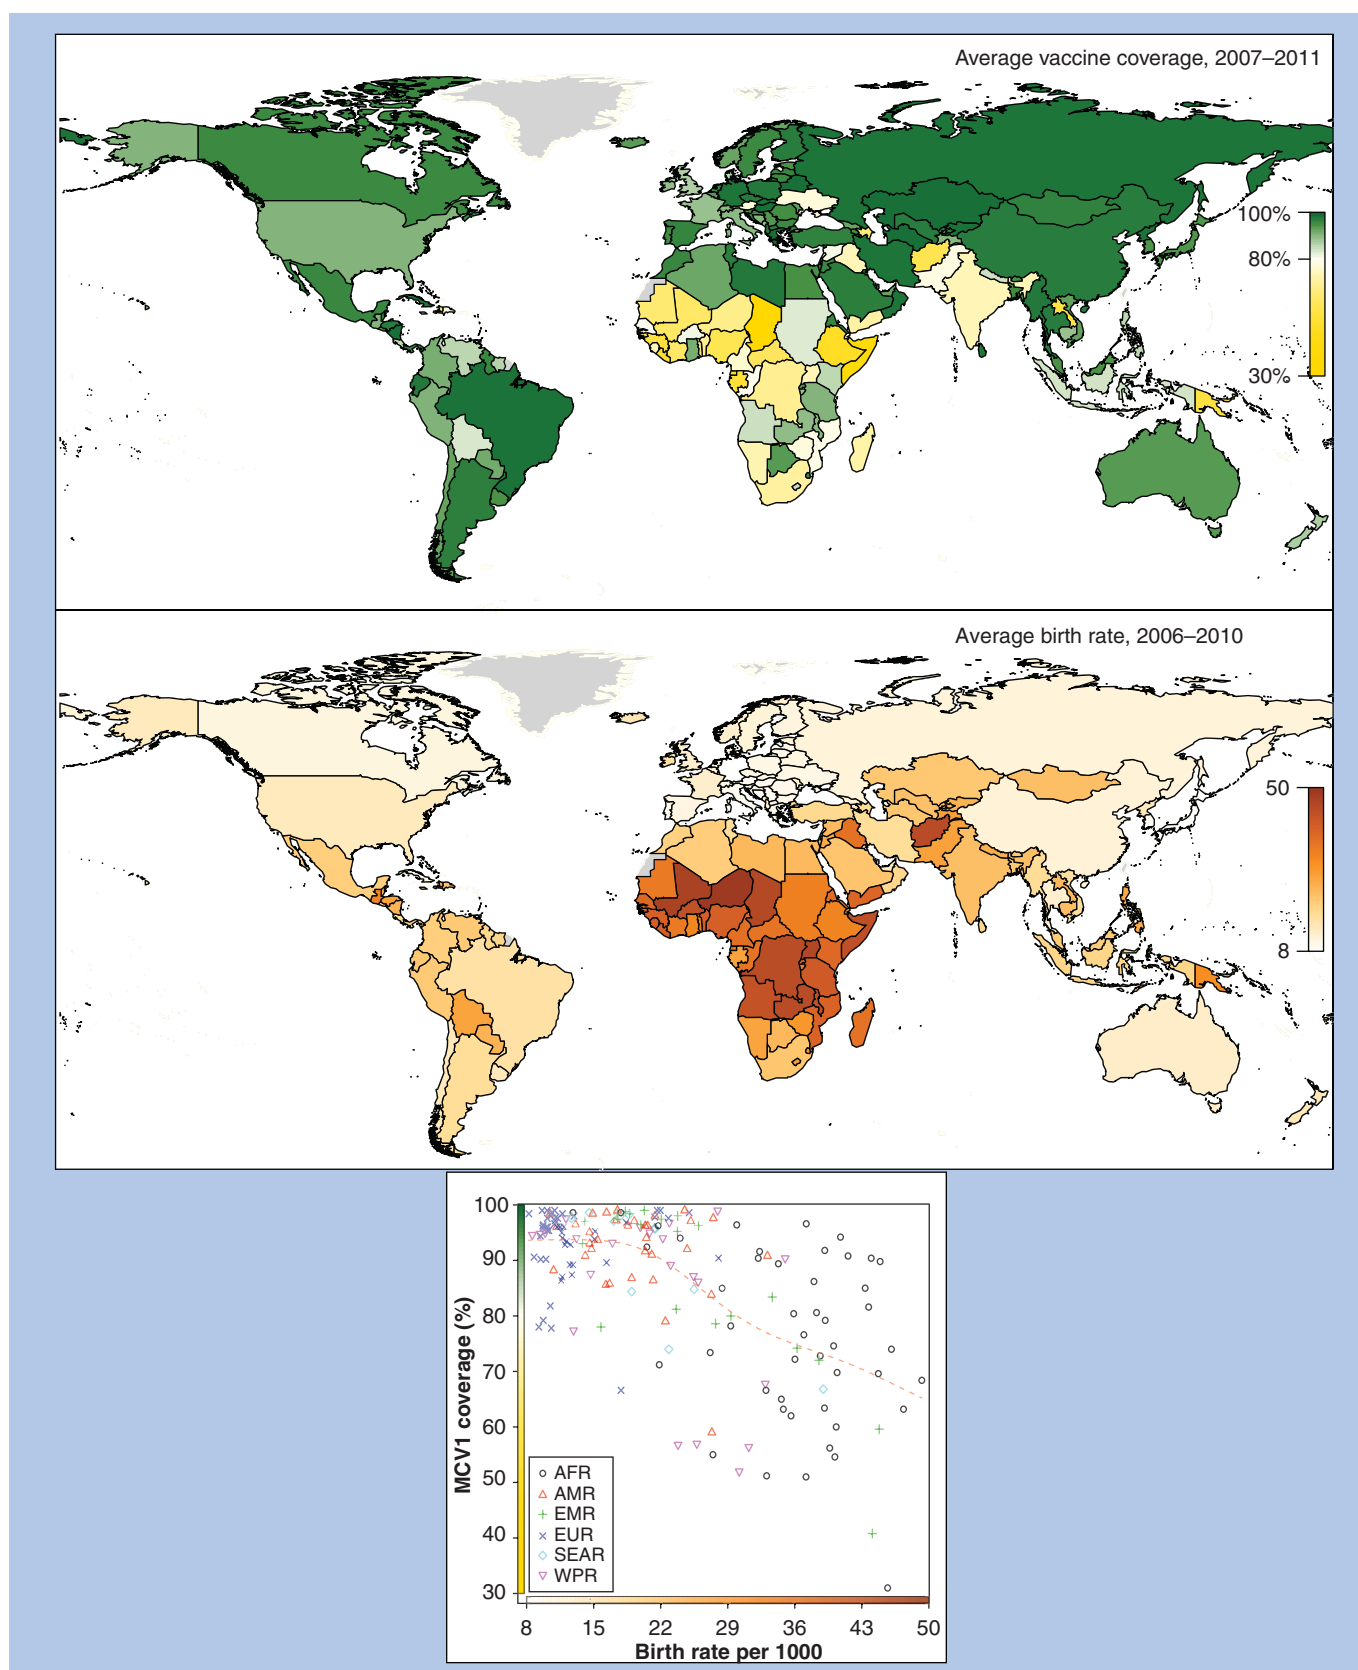 Average vaccine coverage, 2007–2011
100%
80%
30%
Average birth rate, 2006–2010
50
8
100
90
80
70
60
50
40
30
MCV1 coverage (%)
AFR
AMR
EMR
EUR
SEAR
WPR
8 15 22 29 36 43 50
Birth rate per 1000